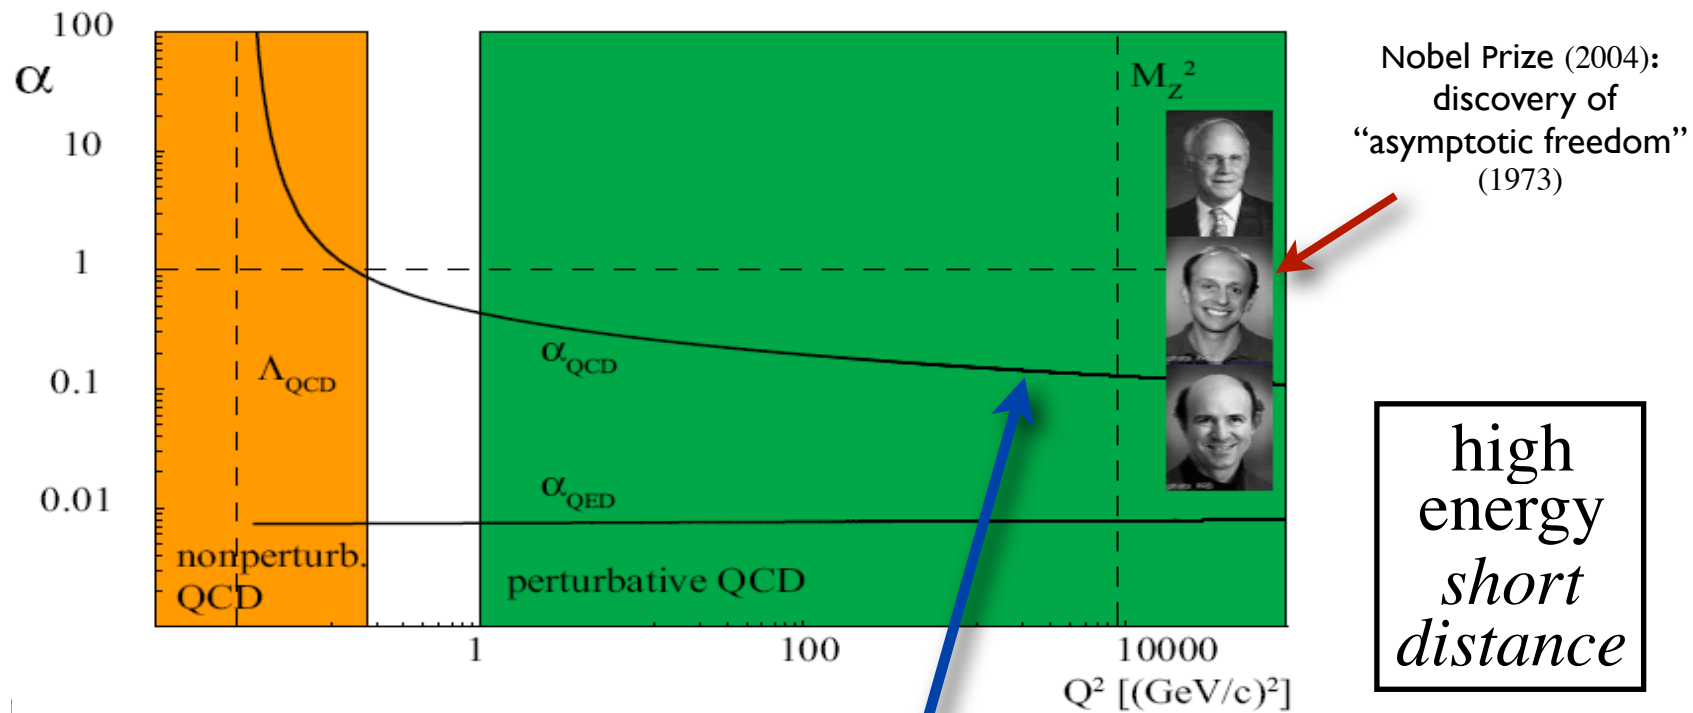 100
α
10
1
0.1
0.01
M_Z²
Λ_QCD
α_QCD
α_QED
nonperturb.
QCD
perturbative QCD
1
100
10000
Q² [(GeV/c)²]
Nobel Prize (2004):
discovery of
“asymptotic freedom”
(1973)
high
energy
short
distance